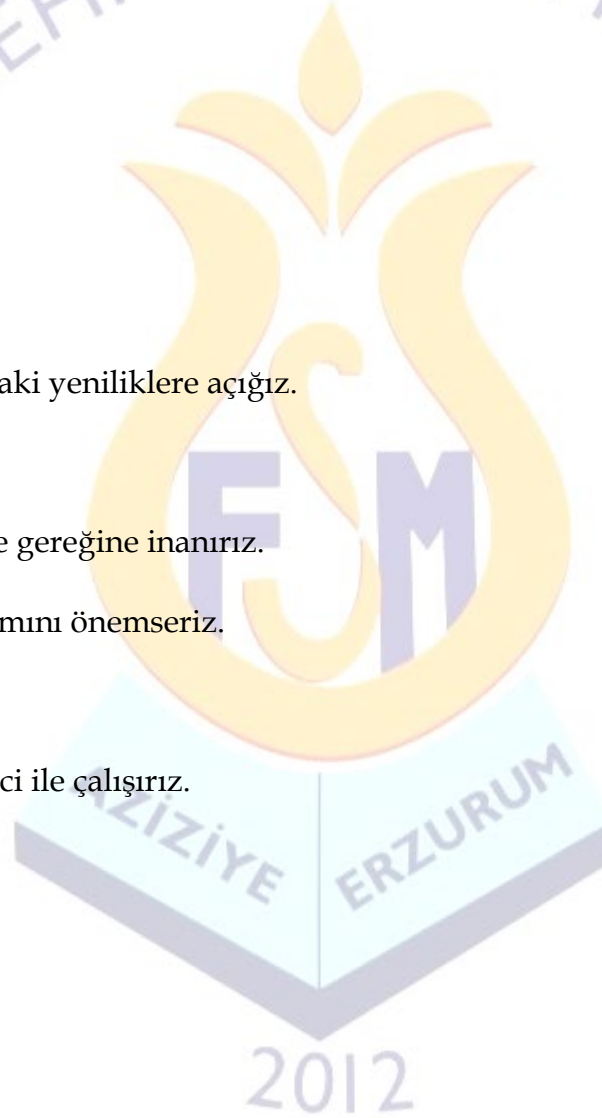 aki yeniliklere açığız.
FSM
e gereğine inanırız.
mını önemseriz.
ci ile çalışırız.
AZİZİYE ERZURUM
2012